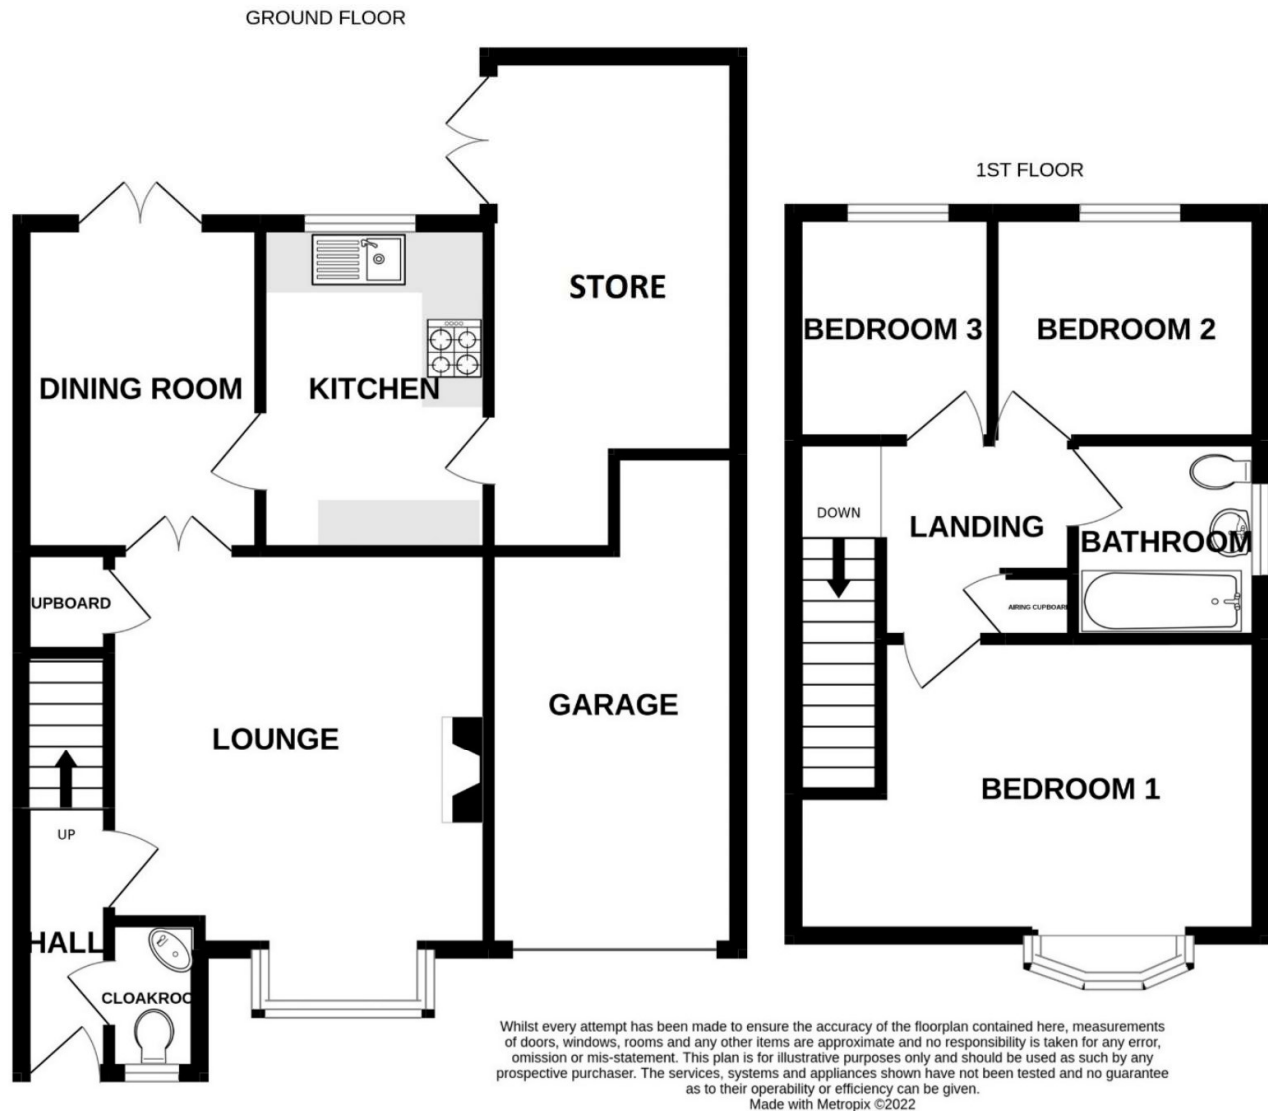 GROUND FLOOR
1ST FLOOR
STORE
DINING ROOM
KITCHEN
UPBOARD
LOUNGE
GARAGE
UP
HALL
CLOAKROO
BEDROOM 3
BEDROOM 2
DOWN
LANDING
BATHROOM
AIRING CUPBOARD
BEDROOM 1
Whilst every attempt has been made to ensure the accuracy of the floorplan contained here, measurements
of doors, windows, rooms and any other items are approximate and no responsibility is taken for any error,
omission or mis-statement. This plan is for illustrative purposes only and should be used as such by any
prospective purchaser. The services, systems and appliances shown have not been tested and no guarantee
as to their operability or efficiency can be given.
Made with Metropix ©2022